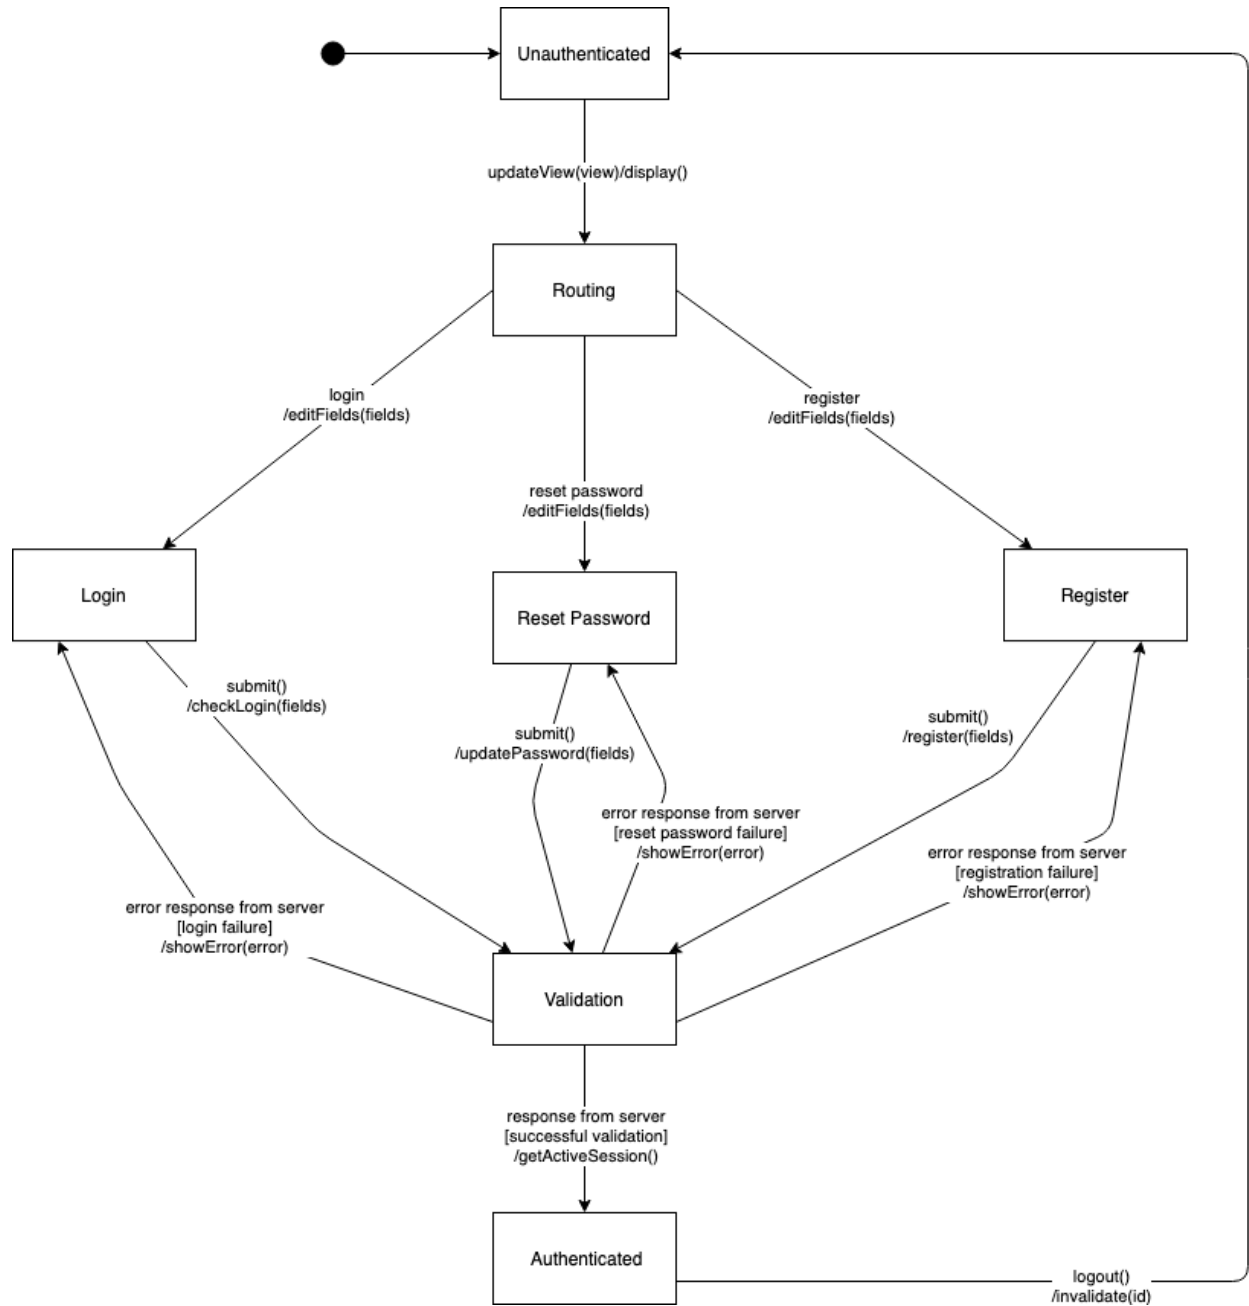 Unauthenticated
updateView(view)/display()
Routing
login
/editFields(fields)
register
/editFields(fields)
reset password
/editFields(fields)
Login
Reset Password
Register
submit()
/checkLogin(fields)
submit()
/updatePassword(fields)
submit()
/register(fields)
error response from server
[reset password failure]
/showError(error)
error response from server
[registration failure]
/showError(error)
error response from server
[login failure]
/showError(error)
Validation
response from server
[successful validation]
/getActiveSession()
Authenticated
logout()
/invalidate(id)